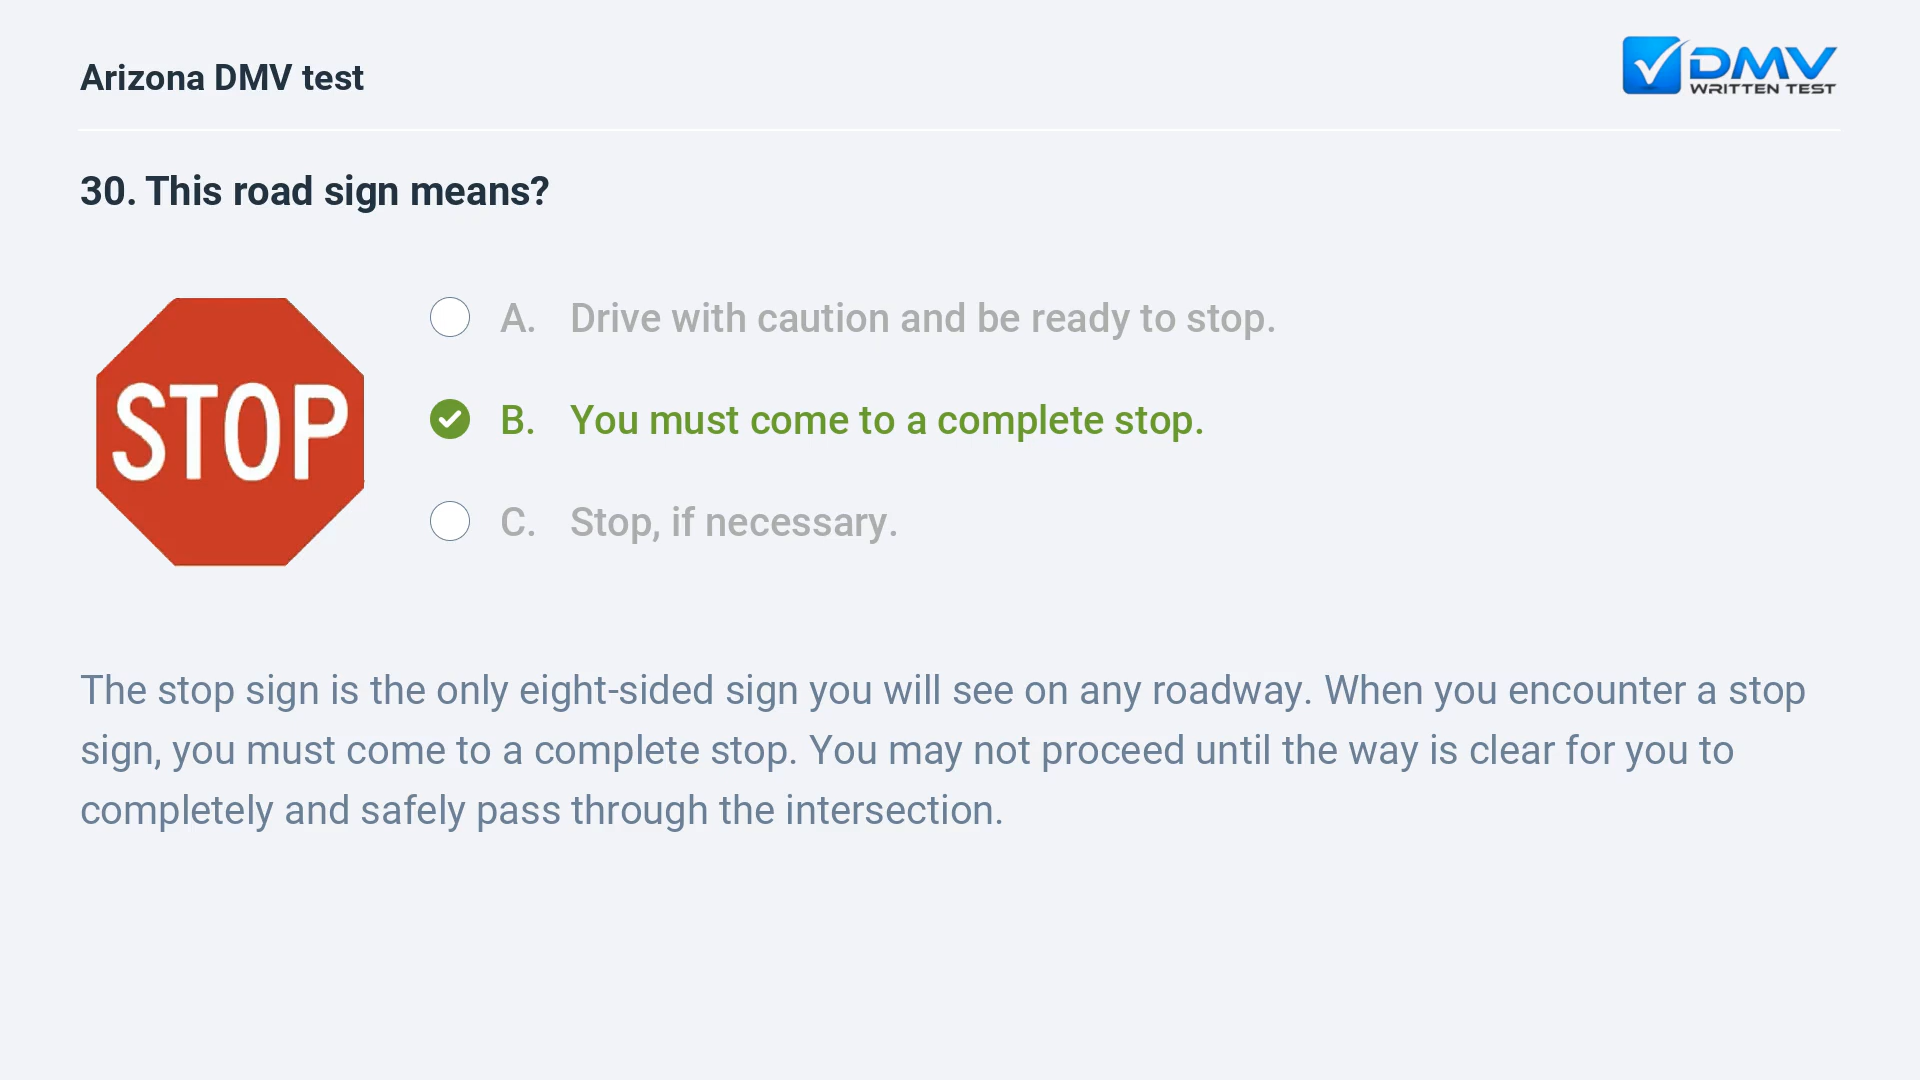 Arizona DMV test
DMV
WRITTEN TEST
30. This road sign means?
STOP
A. Drive with caution and be ready to stop.
B. You must come to a complete stop.
C. Stop, if necessary.
The stop sign is the only eight-sided sign you will see on any roadway. When you encounter a stop
sign, you must come to a complete stop. You may not proceed until the way is clear for you to
completely and safely pass through the intersection.